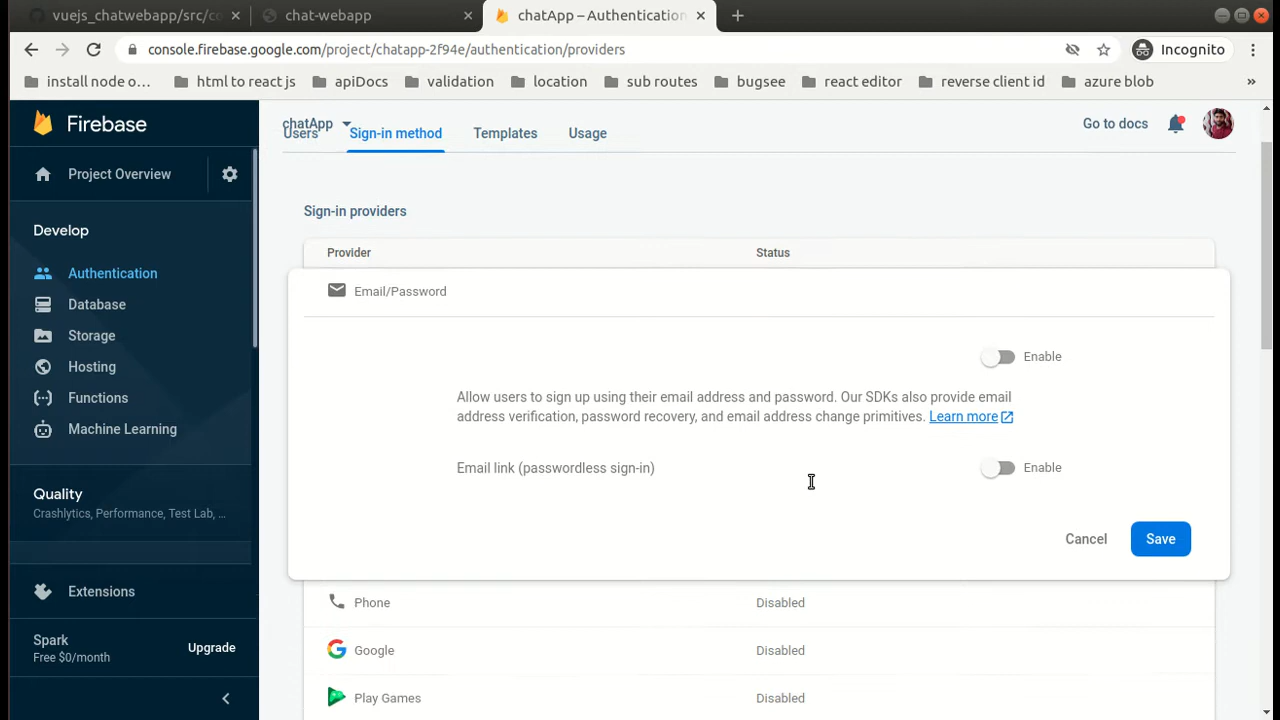 vuejs_chatwebapp/src/co
chat-webapp
chatApp – Authentication
console.firebase.google.com/project/chatapp-2f94e/authentication/providers
Incognito
install node o…
html to react js
apiDocs
validation
location
sub routes
bugsee
react editor
reverse client id
azure blob
»
Firebase
Project Overview
Develop
Authentication
Database
Storage
Hosting
Functions
Machine Learning
Quality
Crashlytics, Performance, Test Lab, …
Extensions
Spark
Free $0/month
Upgrade
chatApp
Go to docs
Users
Sign-in method
Templates
Usage
Sign-in providers
Provider
Status
Email/Password
Enable
Allow users to sign up using their email address and password. Our SDKs also provide email
address verification, password recovery, and email address change primitives. Learn more
Email link (passwordless sign-in)
Enable
Cancel
Save
Phone
Disabled
Google
Disabled
Play Games
Disabled